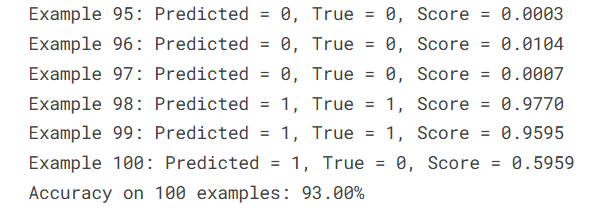 Example 95: Predicted = 0, True = 0, Score = 0.0003
Example 96: Predicted = 0, True = 0, Score = 0.0104
Example 97: Predicted = 0, True = 0, Score = 0.0007
Example 98: Predicted = 1, True = 1, Score = 0.9770
Example 99: Predicted = 1, True = 1, Score = 0.9595
Example 100: Predicted = 1, True = 0, Score = 0.5959
Accuracy on 100 examples: 93.00%